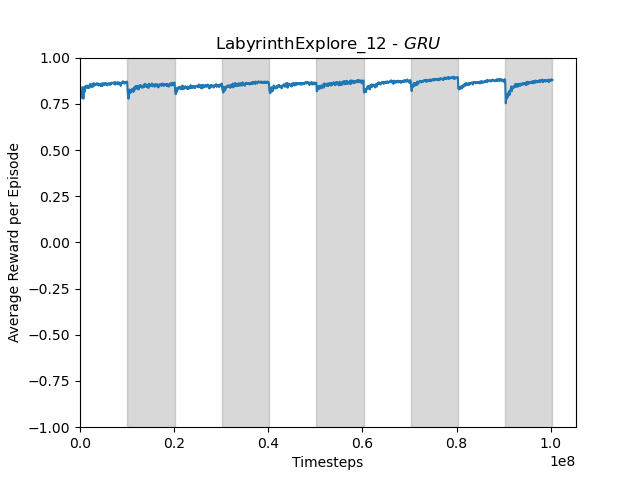 LabyrinthExplore_12 - GRU
1.00
0.75
0.50
0.25
0.00
−0.25
−0.50
−0.75
−1.00
Average Reward per Episode
0.0 0.2 0.4 0.6 0.8 1.0
1e8
Timesteps